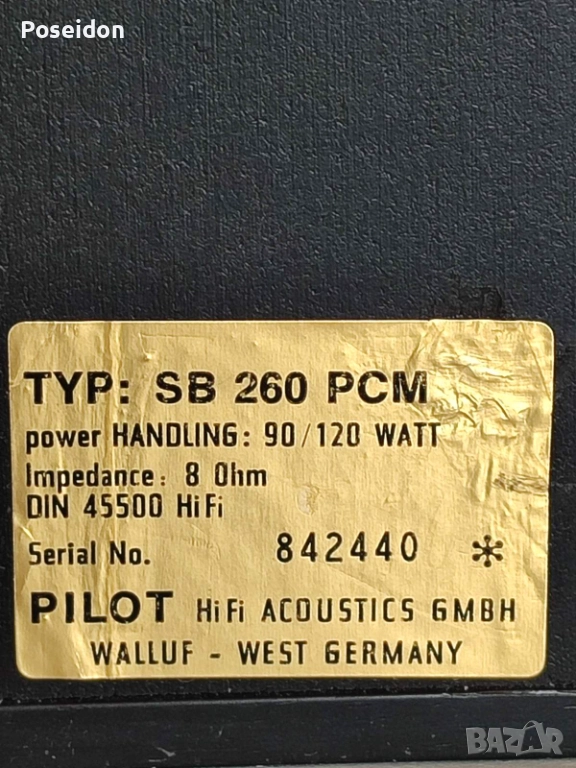 Poseidon
TYP: SB 260 PCM
power HANDLING: 90/120 WATT
Impedance: 8 Ohm
DIN 45500 HiFi
Serial No. 842440 *
PILOT HiFi ACOUSTICS GMBH
WALLUF - WEST GERMANY
BAZAR